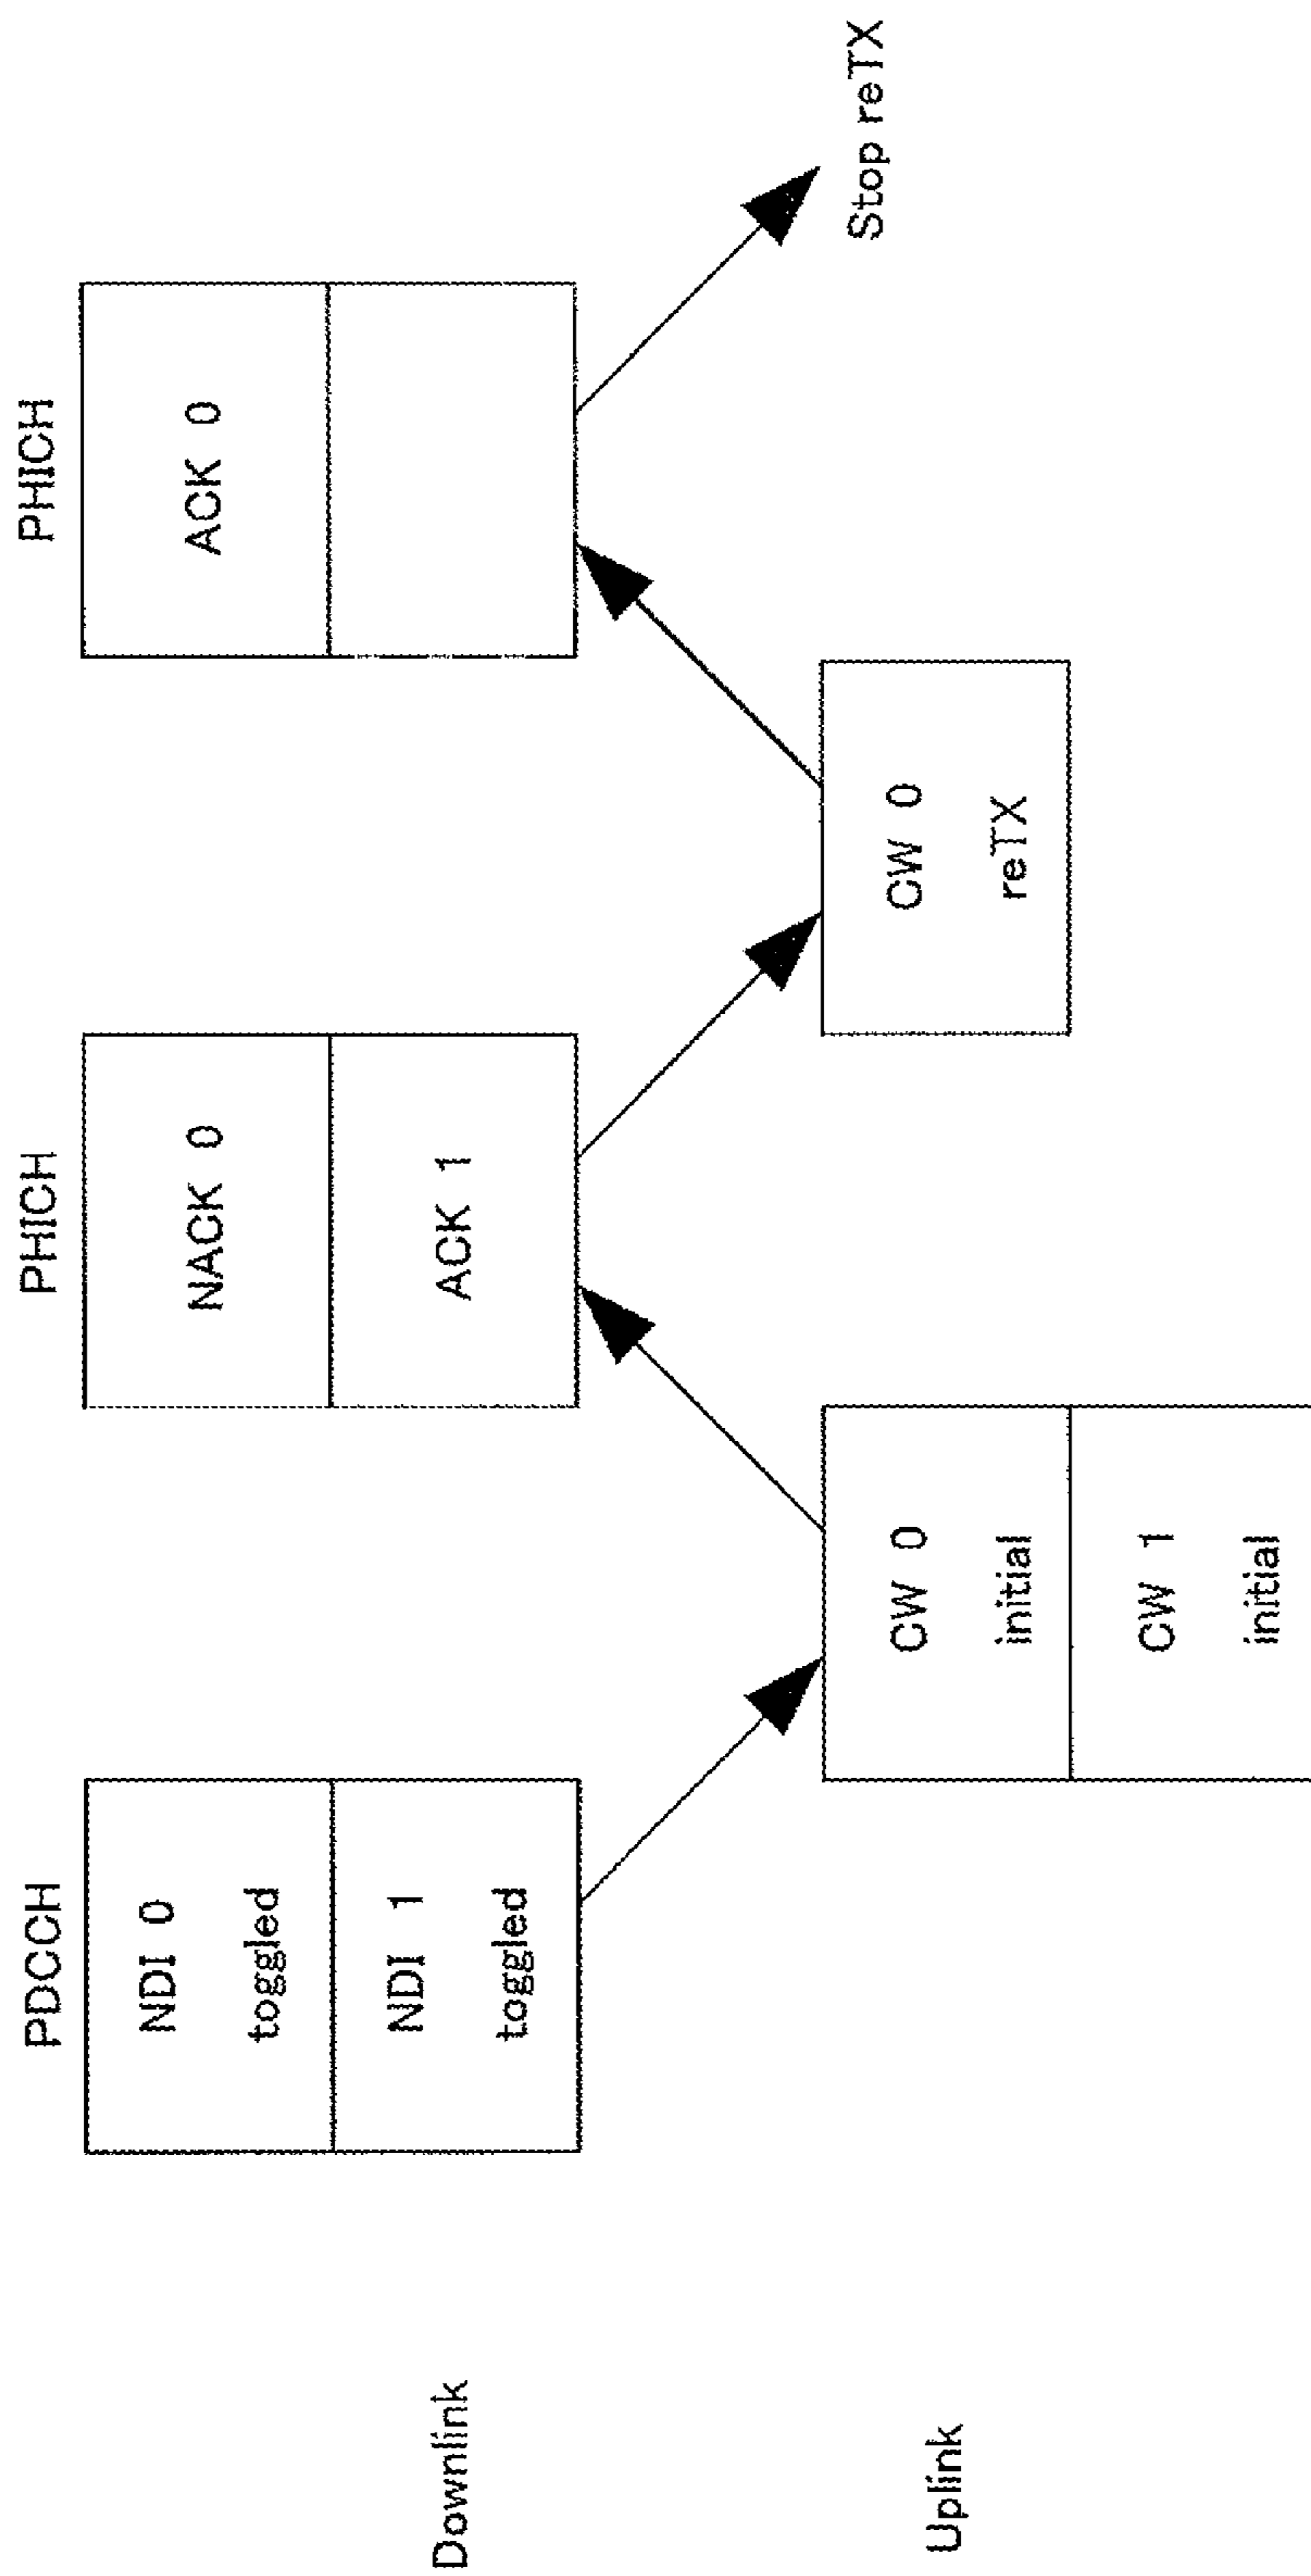 PDCCH
PHICH
PHICH
NDI 0
toggled
NDI 1
toggled
NACK 0
ACK 1
ACK 0
Downlink
Uplink
CW 0
initial
CW 1
initial
CW 0
reTX
Stop reTX